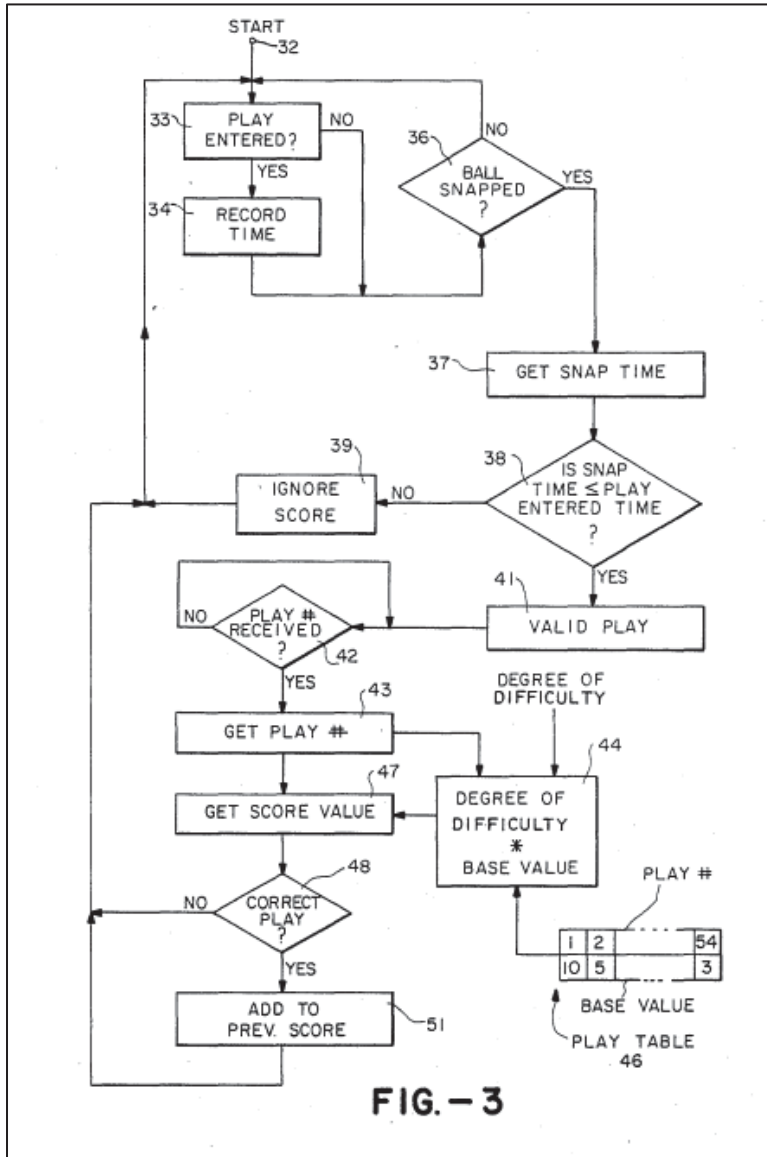 START
32
33
PLAY
ENTERED?
NO
YES
34
RECORD
TIME
NO
36
BALL
SNAPPED
?
YES
37
GET SNAP TIME
38
IS SNAP
TIME ≤ PLAY
ENTERED TIME
?
NO
YES
39
IGNORE
SCORE
41
VALID PLAY
PLAY #
RECEIVED
?
42
NO
YES
43
GET PLAY #
DEGREE OF
DIFFICULTY
44
DEGREE OF
DIFFICULTY
*
BASE VALUE
47
GET SCORE VALUE
48
CORRECT
PLAY
?
NO
YES
PLAY #
1 2 54
10 5 3
BASE VALUE
PLAY TABLE
46
ADD TO
PREV. SCORE
51
FIG.-3